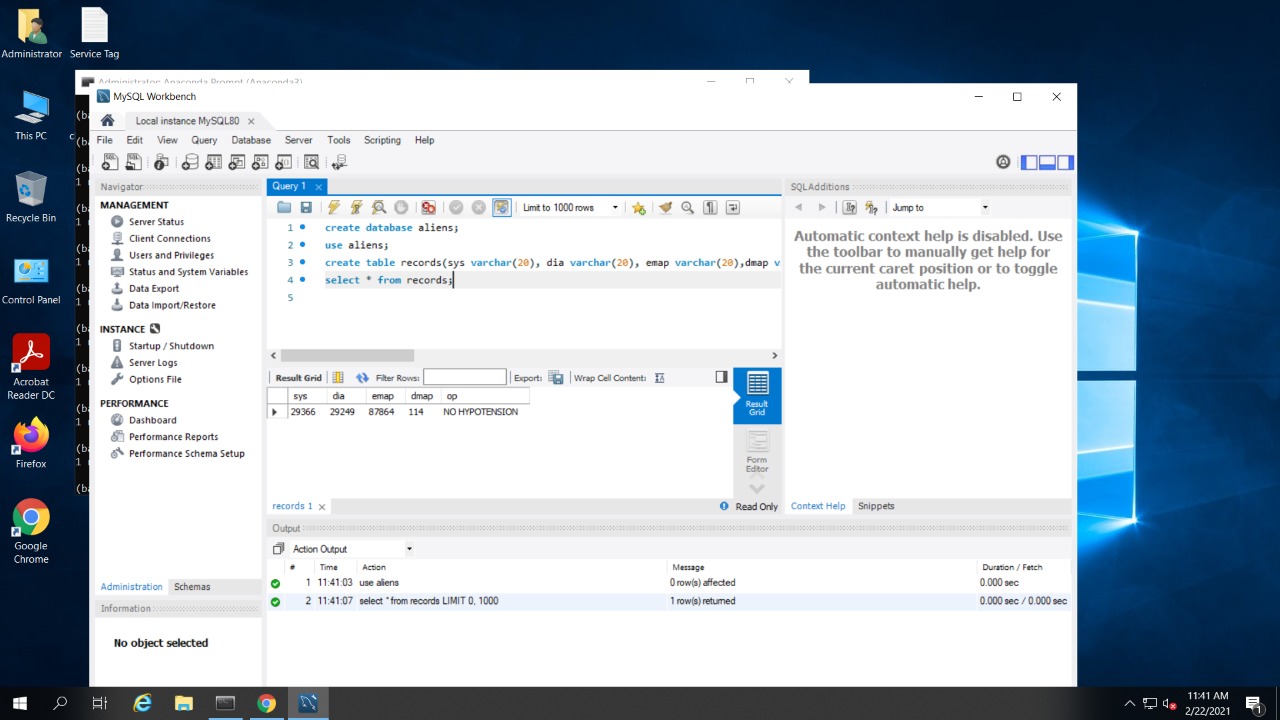 Administrator
Service Tag
This PC
Recycle Bin
Control Panel
Acrobat
Reader DC
Firefox
Google
Chrome
Administrator: Anaconda Prompt (Anaconda3)
MySQL Workbench
Local instance MySQL80
File Edit View Query Database Server Tools Scripting Help
Navigator
MANAGEMENT
Server Status
Client Connections
Users and Privileges
Status and System Variables
Data Export
Data Import/Restore
INSTANCE
Startup / Shutdown
Server Logs
Options File
PERFORMANCE
Dashboard
Performance Reports
Performance Schema Setup
Administration Schemas
Information
No object selected
Query 1
Limit to 1000 rows
1 create database aliens;
2 use aliens;
3 create table records(sys varchar(20), dia varchar(20), emap varchar(20),dmap v
4 select * from records;
5
Result Grid Filter Rows: Export: Wrap Cell Content:
sys dia emap dmap op
29366 29249 87864 114 NO HYPOTENSION
Result
Grid
Form
Editor
records 1
Read Only
SQLAdditions
Jump to
Automatic context help is disabled. Use
the toolbar to manually get help for
the current caret position or to toggle
automatic help.
Context Help Snippets
Output
Action Output
# Time Action Message Duration / Fetch
1 11:41:03 use aliens 0 row(s) affected 0.000 sec
2 11:41:07 select * from records LIMIT 0, 1000 1 row(s) returned 0.000 sec / 0.000 sec
11:41 AM
2/22/2021
1